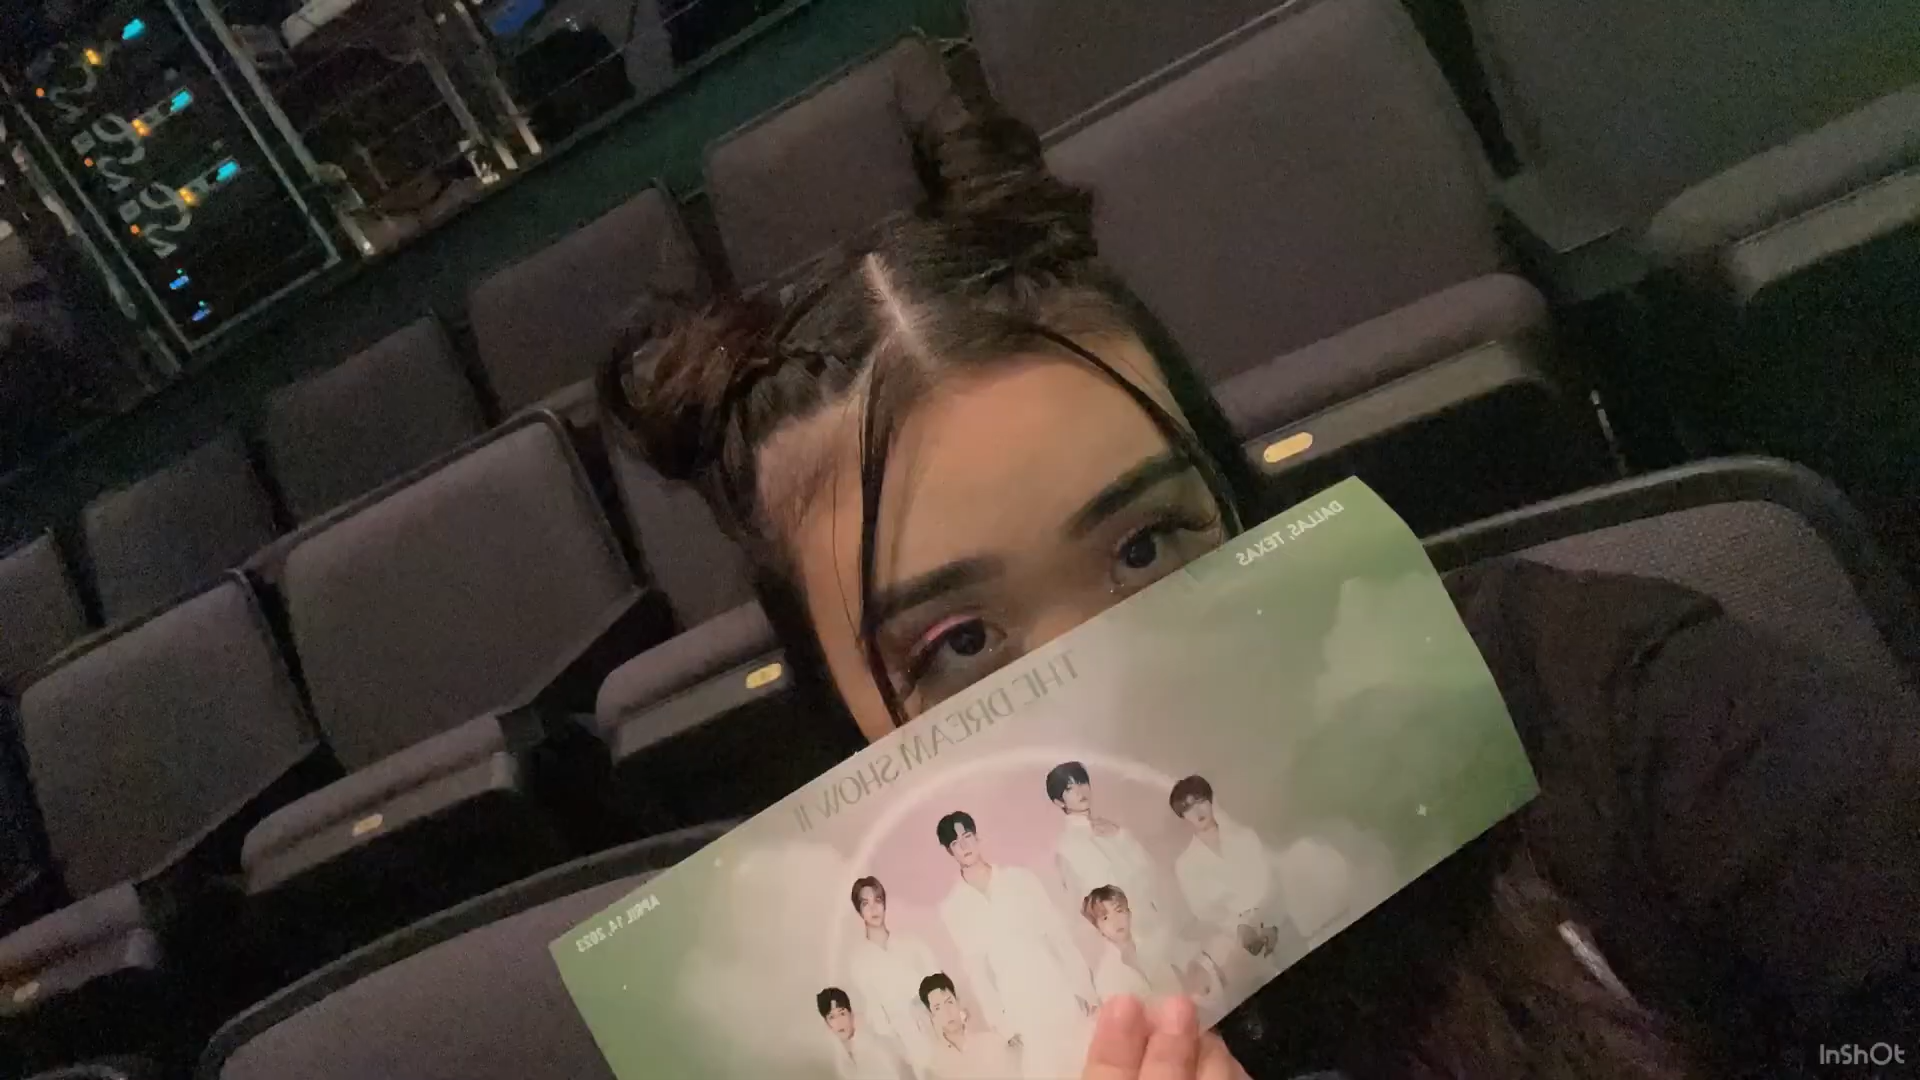 DALLAS, TEXAS
THE DREAM SHOW II
APRIL 14, 2023
InShOt